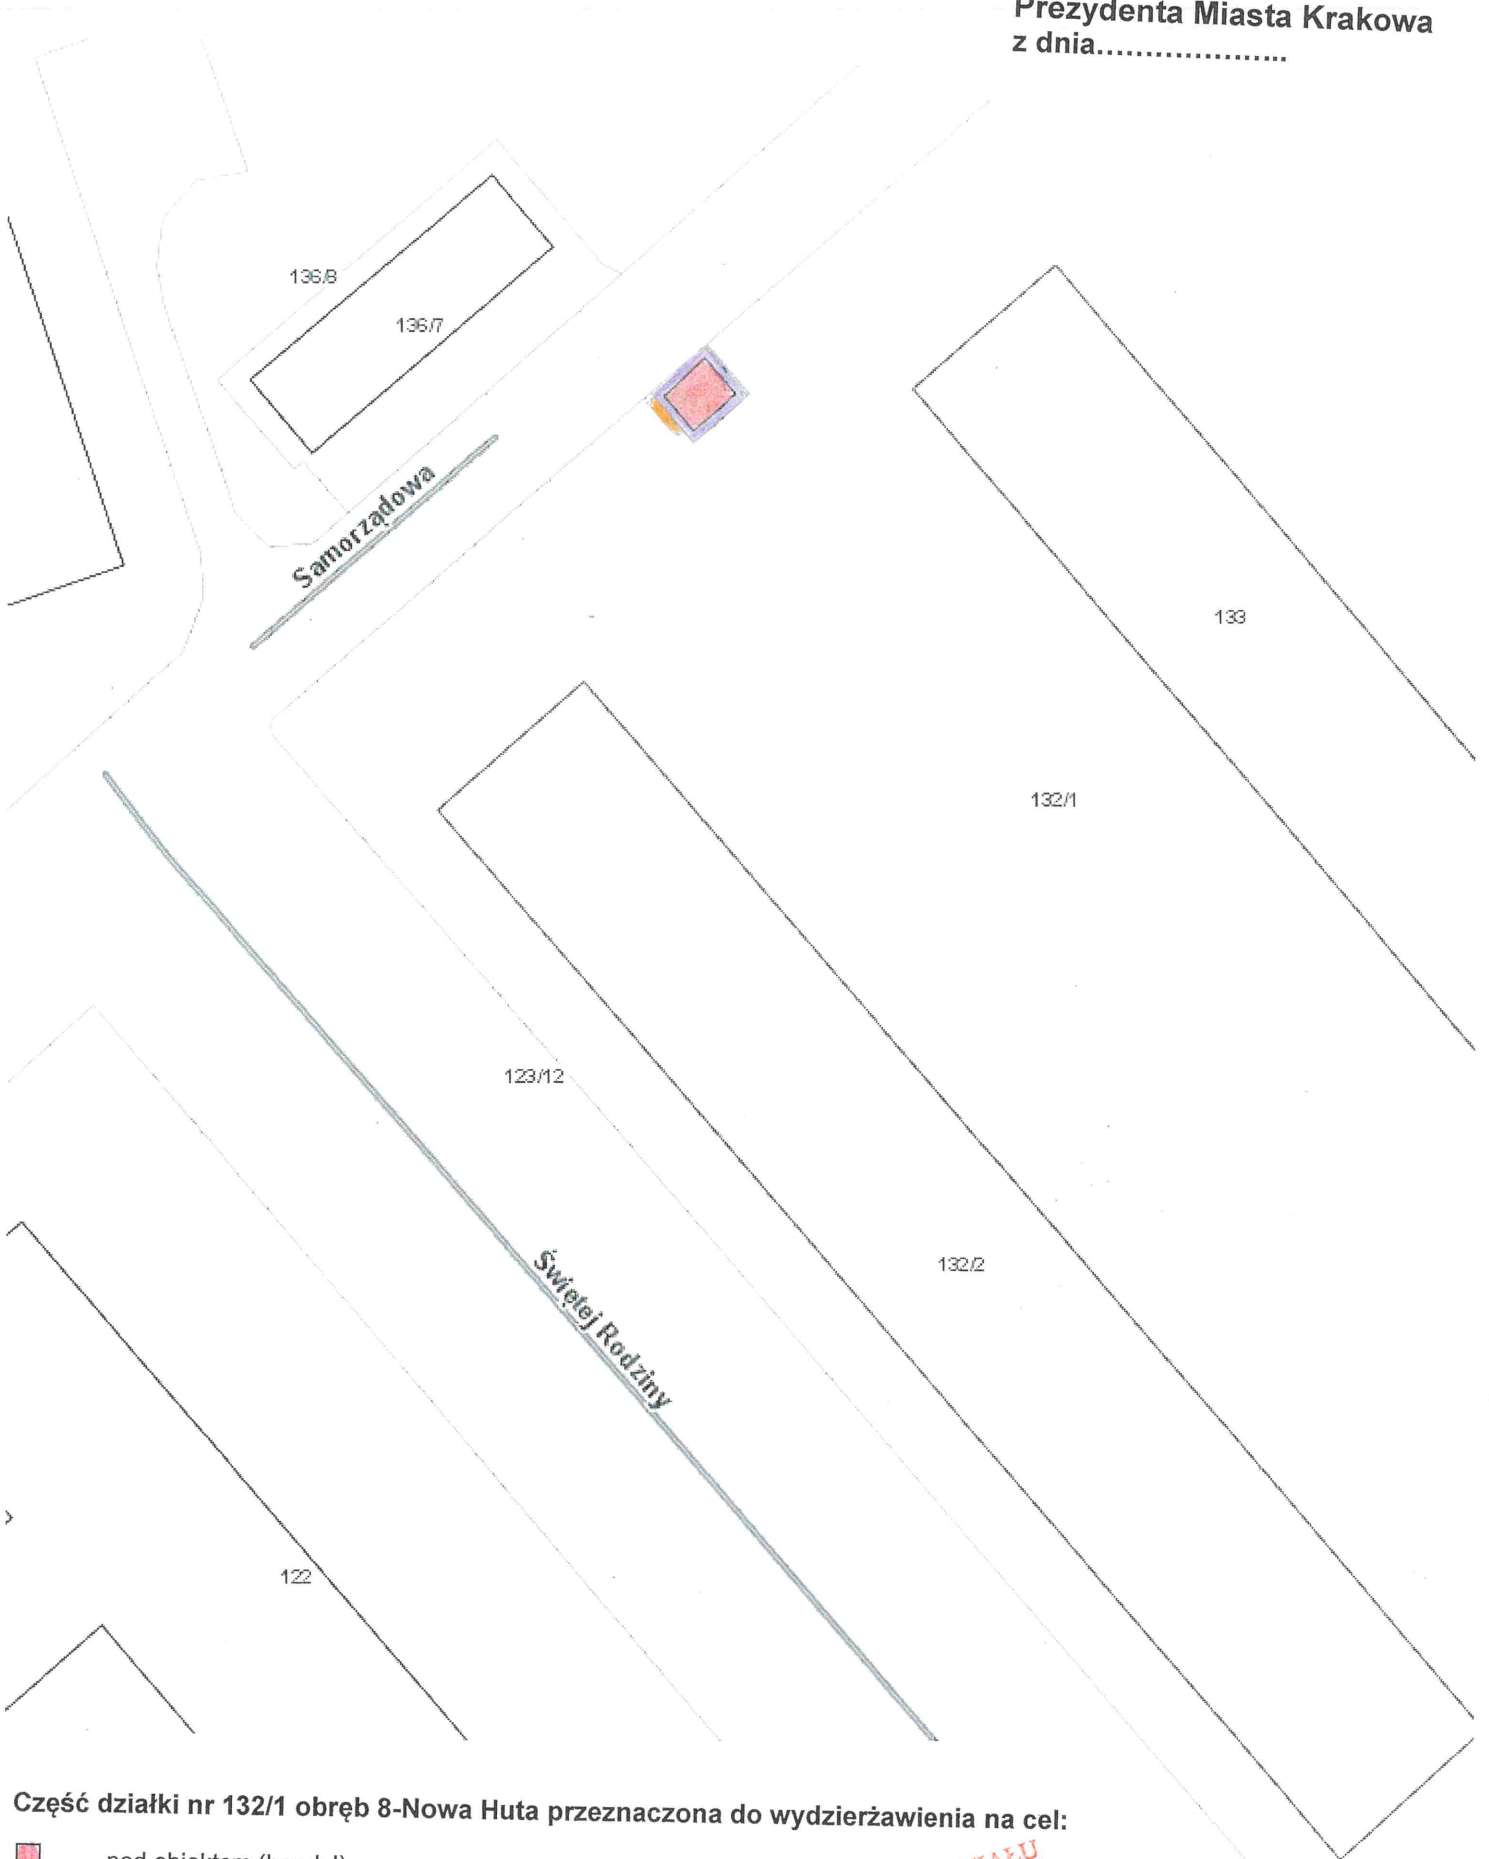 Prezydenta Miasta Krakowa
z dnia.....................
136/8
136/7
Samorządowa
133
132/1
123/12
132/2
Świętej Rodziny
122
Część działki nr 132/1 obręb 8-Nowa Huta przeznaczona do wydzierżawienia na cel: